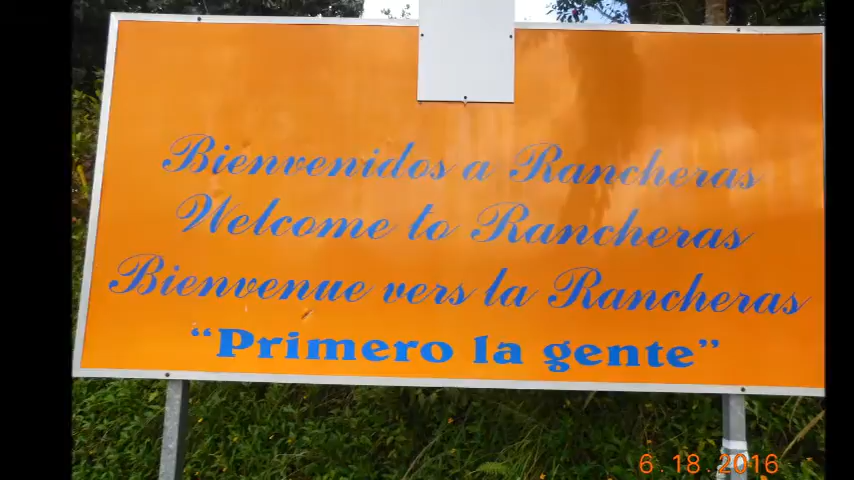 Bienvenidos a Rancheras
Welcome to Rancheras
Bienvenue vers la Rancheras
“Primero la gente”
6.18.2016